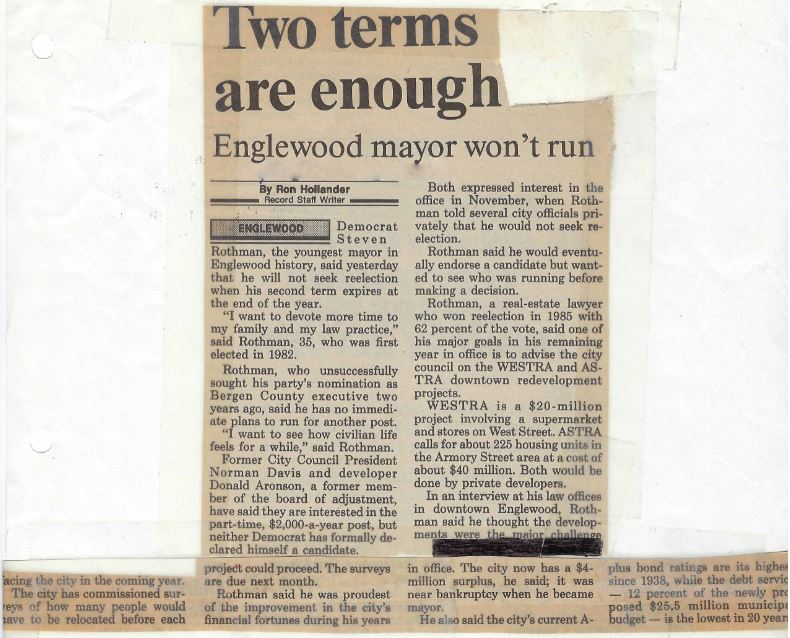 Two terms
are enough
Englewood mayor won't run
By Ron Hollander
Record Staff Writer
ENGLEWOOD Democrat
Steven
Rothman, the youngest mayor in
Englewood history, said yesterday
that he will not seek reelection
when his second term expires at
the end of the year.
"I want to devote more time to
my family and my law practice,"
said Rothman, 35, who was first
elected in 1982.
Rothman, who unsuccessfully
sought his party's nomination as
Bergen County executive two
years ago, said he has no immedi-
ate plans to run for another post.
"I want to see how civilian life
feels for a while," said Rothman.
Former City Council President
Norman Davis and developer
Donald Aronson, a former mem-
ber of the board of adjustment,
have said they are interested in the
part-time, $2,000-a-year post, but
neither Democrat has formally de-
clared himself a candidate.
Both expressed interest in the
office in November, when Roth-
man told several city officials pri-
vately that he would not seek re-
election.
Rothman said he would eventu-
ally endorse a candidate but want-
ed to see who was running before
making a decision.
Rothman, a real-estate lawyer
who won reelection in 1985 with
62 percent of the vote, said one of
his major goals in his remaining
year in office is to advise the city
council on the WESTRA and AS-
TRA downtown redevelopment
projects.
WESTRA is a $20-million
project involving a supermarket
and stores on West Street. ASTRA
calls for about 225 housing units in
the Armory Street area at a cost of
about $40 million. Both would be
done by private developers.
In an interview at his law offices
in downtown Englewood, Roth-
man said he thought the develop-
ments were the major challenge
acing the city in the coming year.
The city has commissioned sur-
veys of how many people would
have to be relocated before each
project could proceed. The surveys
are due next month.
Rothman said he was proudest
of the improvement in the city's
financial fortunes during his years
in office. The city now has a $4-
million surplus, he said; it was
near bankruptcy when he became
mayor.
He also said the city's current A-
plus bond ratings are its highes
since 1938, while the debt servic
— 12 percent of the newly pro
posed $25.5 million municipa
budget — is the lowest in 20 year